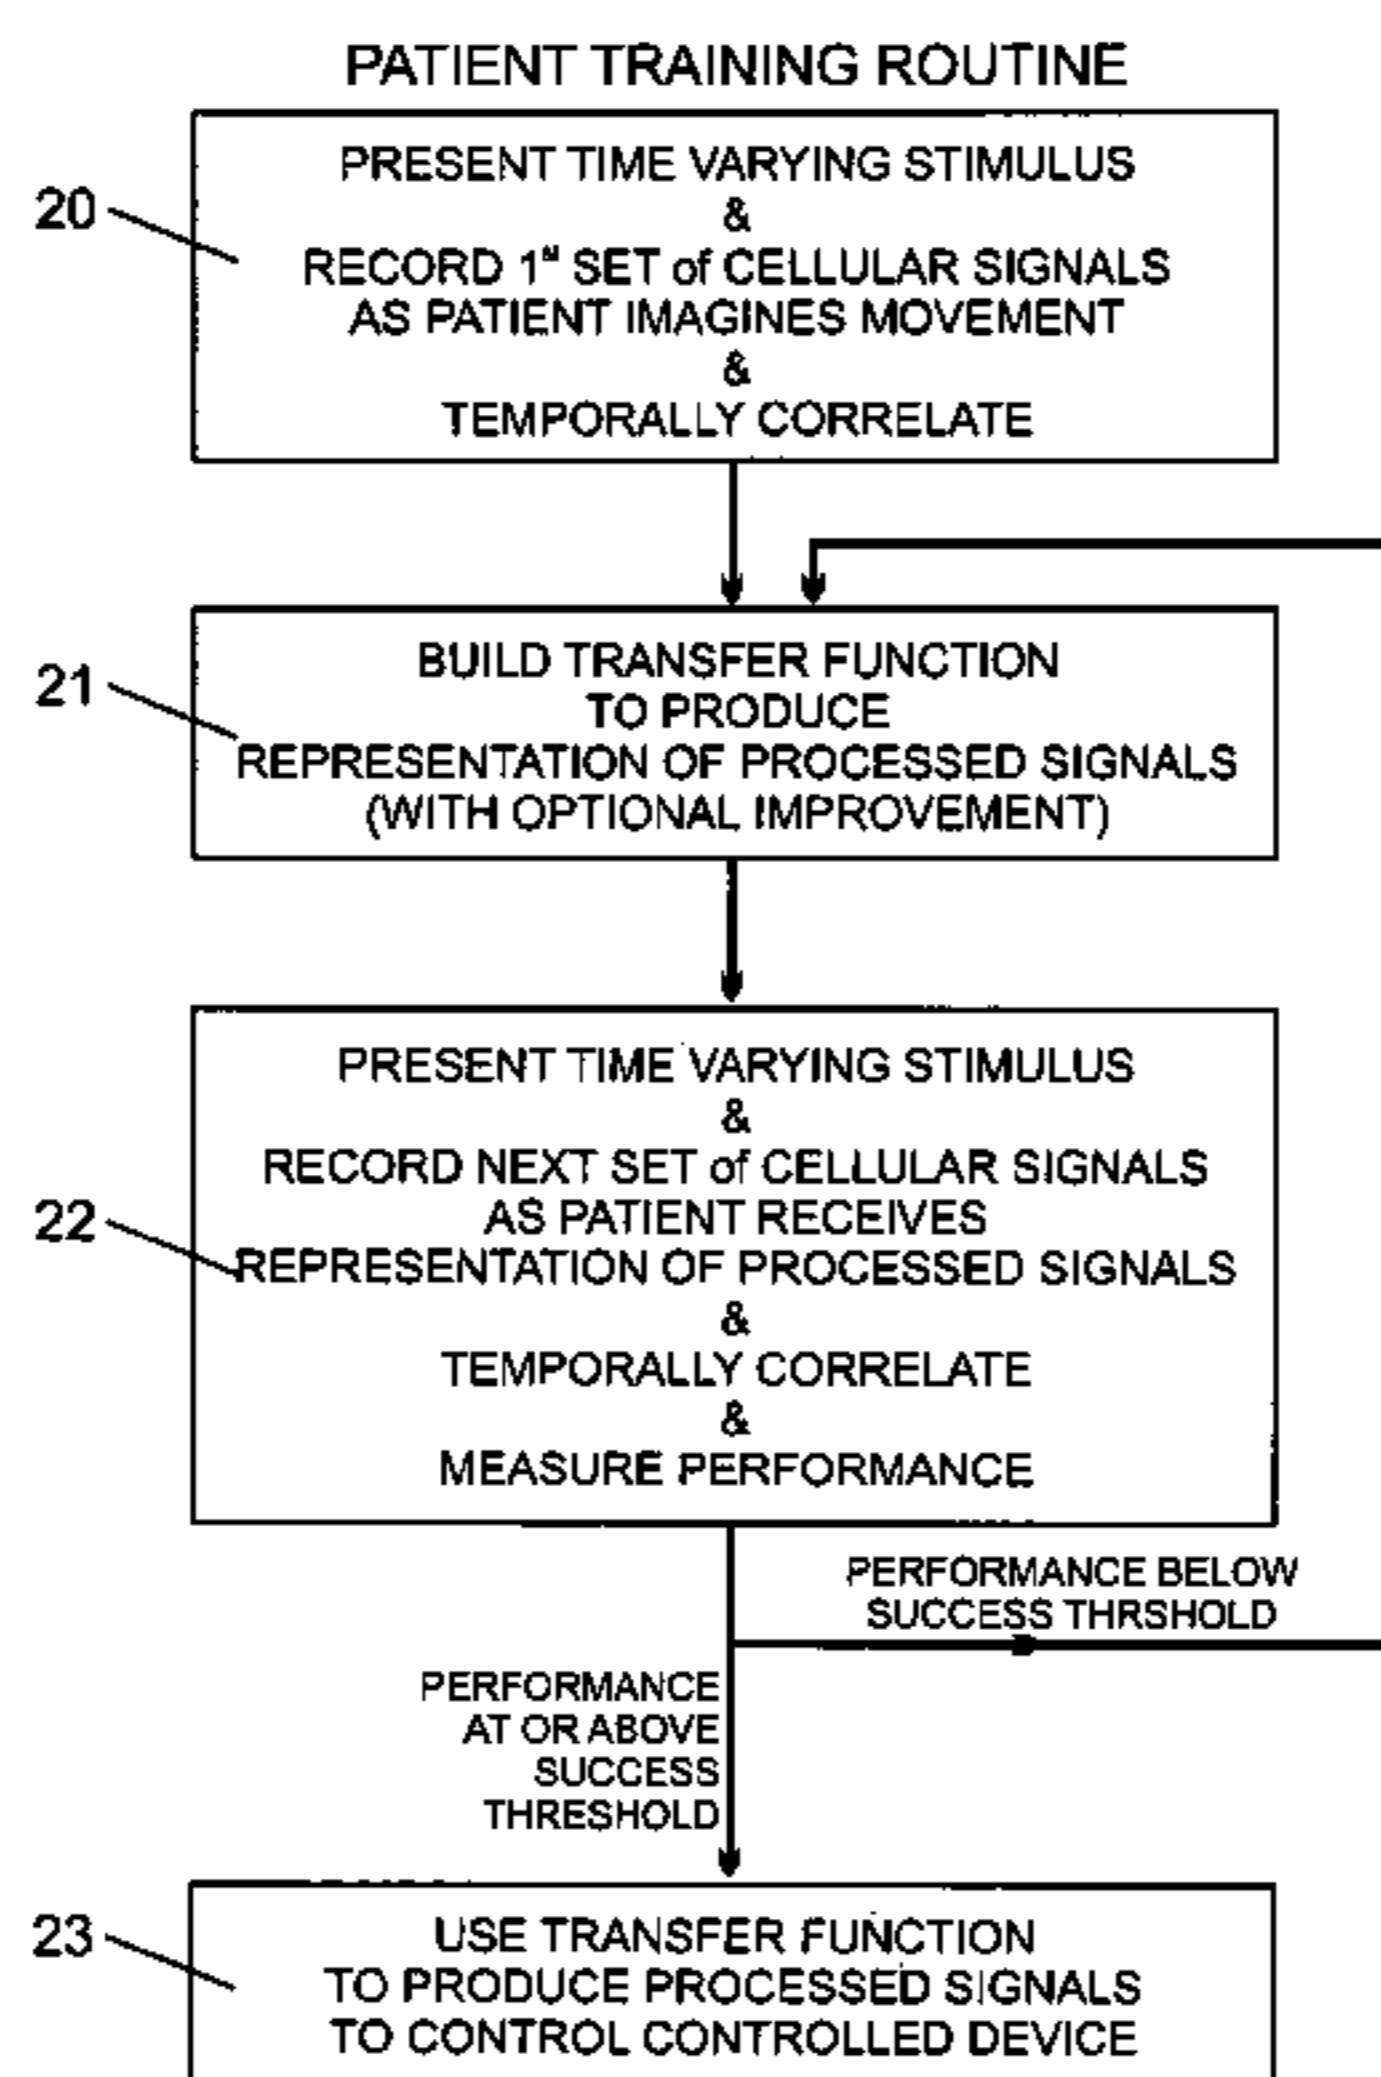 PATIENT TRAINING ROUTINE
20
PRESENT TIME VARYING STIMULUS
&
RECORD 1st SET of CELLULAR SIGNALS
AS PATIENT IMAGINES MOVEMENT
&
TEMPORALLY CORRELATE
21
BUILD TRANSFER FUNCTION
TO PRODUCE
REPRESENTATION OF PROCESSED SIGNALS
(WITH OPTIONAL IMPROVEMENT)
22
PRESENT TIME VARYING STIMULUS
&
RECORD NEXT SET of CELLULAR SIGNALS
AS PATIENT RECEIVES
REPRESENTATION OF PROCESSED SIGNALS
&
TEMPORALLY CORRELATE
&
MEASURE PERFORMANCE
PERFORMANCE BELOW
SUCCESS THRSHOLD
PERFORMANCE
AT OR ABOVE
SUCCESS
THRESHOLD
23
USE TRANSFER FUNCTION
TO PRODUCE PROCESSED SIGNALS
TO CONTROL CONTROLLED DEVICE